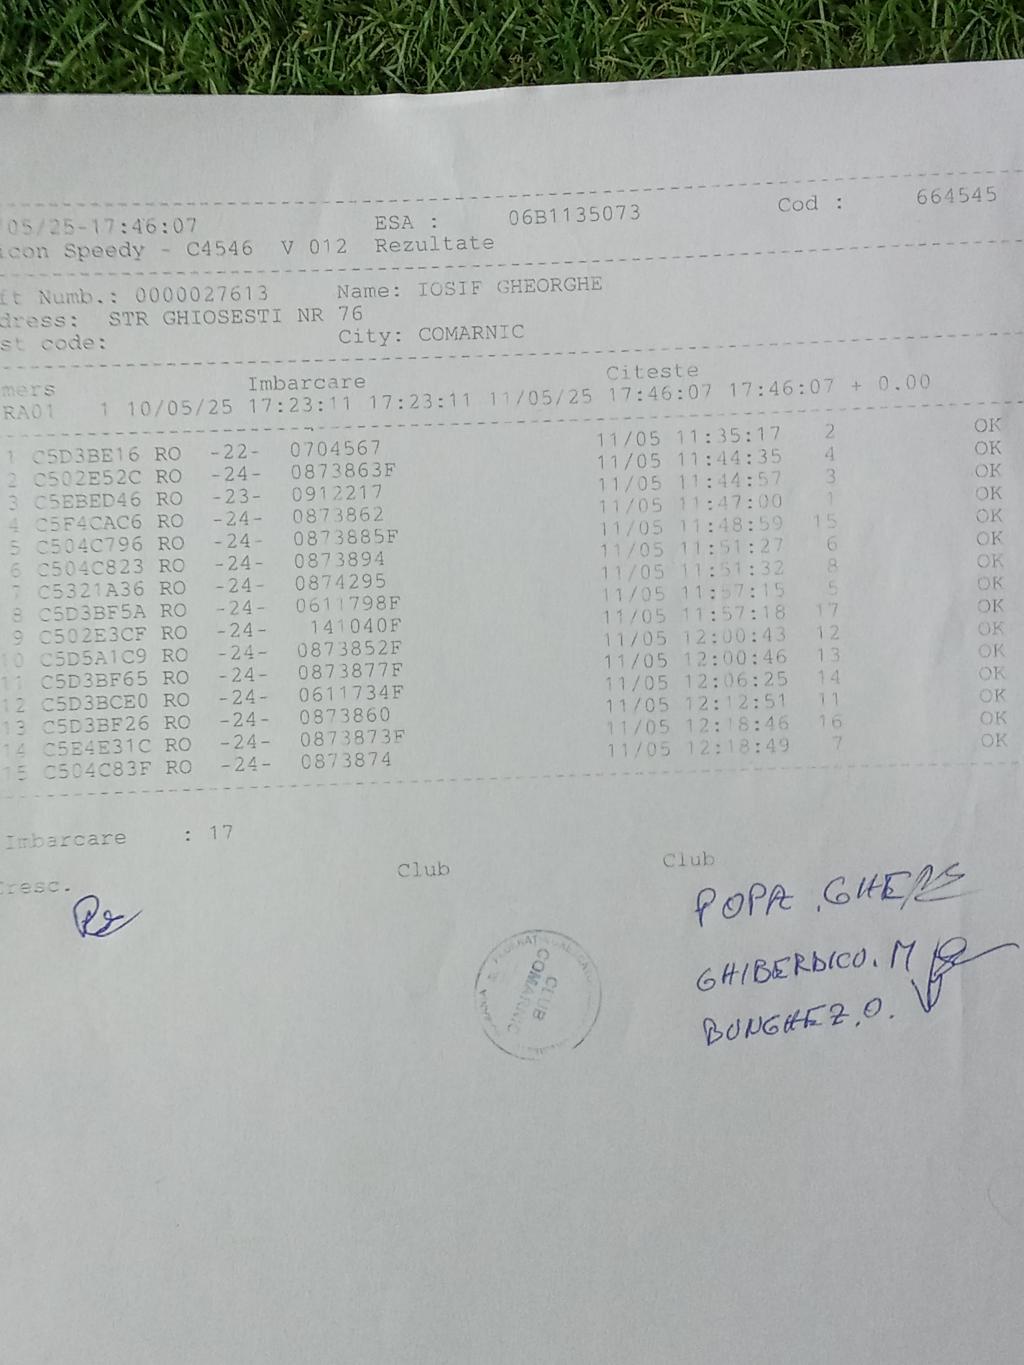 05/25-17:46:07 ESA : 06B1135073 Cod : 664545
icon Speedy - C4546 V 012 Rezultate
ft Numb.: 0000027613 Name: IOSIF GHEORGHE
dress: STR GHIOSESTI NR 76
st code: City: COMARNIC
mers Imbarcare Citeste
RA01 1 10/05/25 17:23:11 17:23:11 11/05/25 17:46:07 17:46:07 + 0.00
1 C5D3BE16 RO -22- 0704567 11/05 11:35:17 2 OK
2 C502E52C RO -24- 0873863F 11/05 11:44:35 4 OK
3 C5EBED46 RO -23- 0912217 11/05 11:44:57 3 OK
4 C5F4CAC6 RO -24- 0873862 11/05 11:47:00 1 OK
5 C504C796 RO -24- 0873885F 11/05 11:48:59 15 OK
6 C504C823 RO -24- 0873894 11/05 11:51:27 6 OK
7 C5321A36 RO -24- 0874295 11/05 11:51:32 8 OK
8 C5D3BF5A RO -24- 0611798F 11/05 11:57:15 5 OK
9 C502E3CF RO -24- 141040F 11/05 11:57:18 17 OK
10 C5D5A1C9 RO -24- 0873852F 11/05 12:00:43 12 OK
11 C5D3BF65 RO -24- 0873877F 11/05 12:00:46 13 OK
12 C5D3BCE0 RO -24- 0611734F 11/05 12:06:25 14 OK
13 C5D3BF26 RO -24- 0873860 11/05 12:12:51 11 OK
14 C5E4E31C RO -24- 0873873F 11/05 12:18:46 16 OK
15 C504C83F RO -24- 0873874 11/05 12:18:49 7 OK
Imbarcare : 17
Cresc. Club Club
POPA .GHE
GHIBERDICO. M
BUNGHEZ.O.
CLUB
COMARNIC